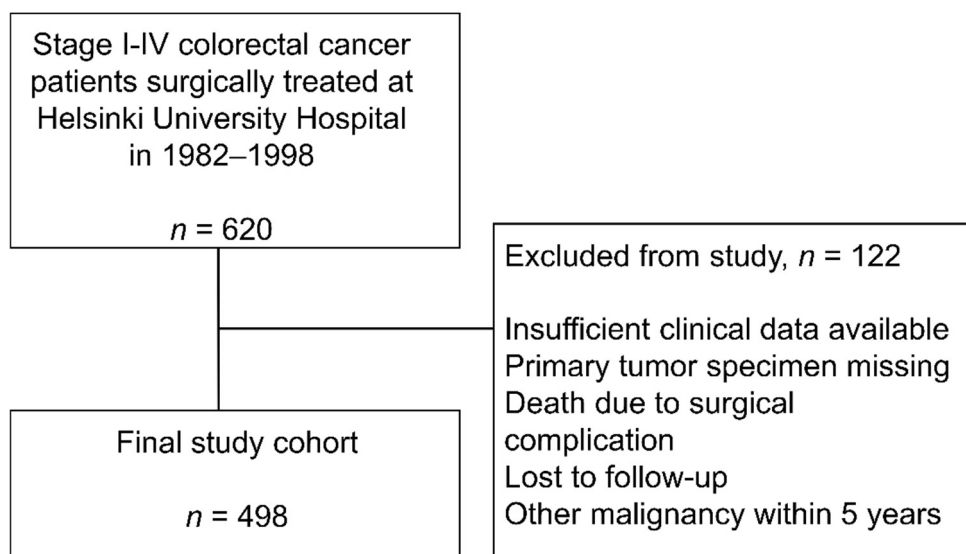 Stage I-IV colorectal cancer
patients surgically treated at
Helsinki University Hospital
in 1982–1998
n = 620
Excluded from study, n = 122
Insufficient clinical data available
Primary tumor specimen missing
Death due to surgical
complication
Lost to follow-up
Other malignancy within 5 years
Final study cohort
n = 498